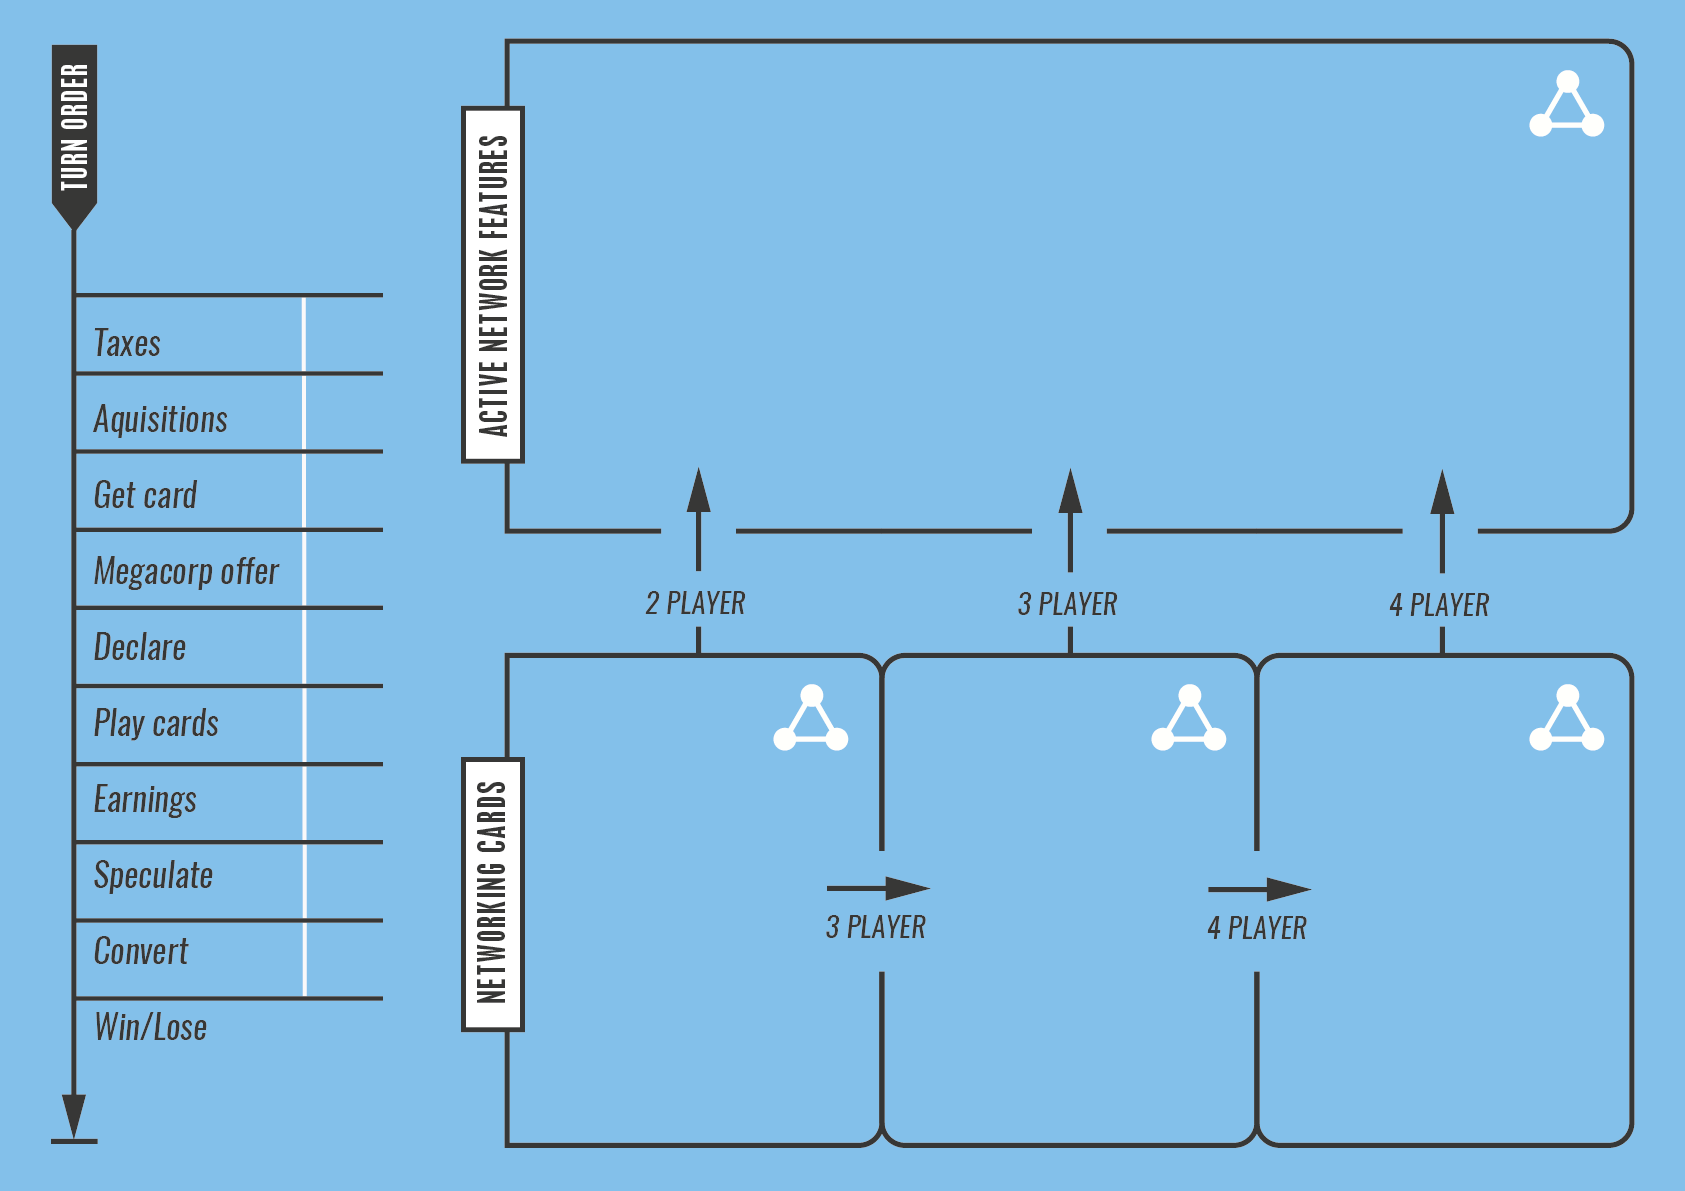 TURN ORDER
Taxes
Aquisitions
Get card
Megacorp offer
Declare
Play cards
Earnings
Speculate
Convert
Win/Lose
ACTIVE NETWORK FEATURES
2 PLAYER
3 PLAYER
4 PLAYER
NETWORKING CARDS
3 PLAYER
4 PLAYER